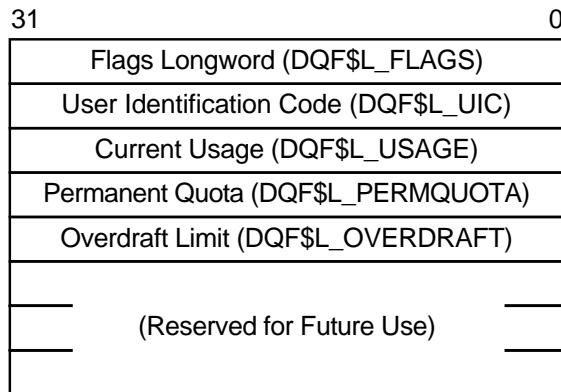 31 0
Flags Longword (DQF$L_FLAGS)
User Identification Code (DQF$L_UIC)
Current Usage (DQF$L_USAGE)
Permanent Quota (DQF$L_PERMQUOTA)
Overdraft Limit (DQF$L_OVERDRAFT)
(Reserved for Future Use)